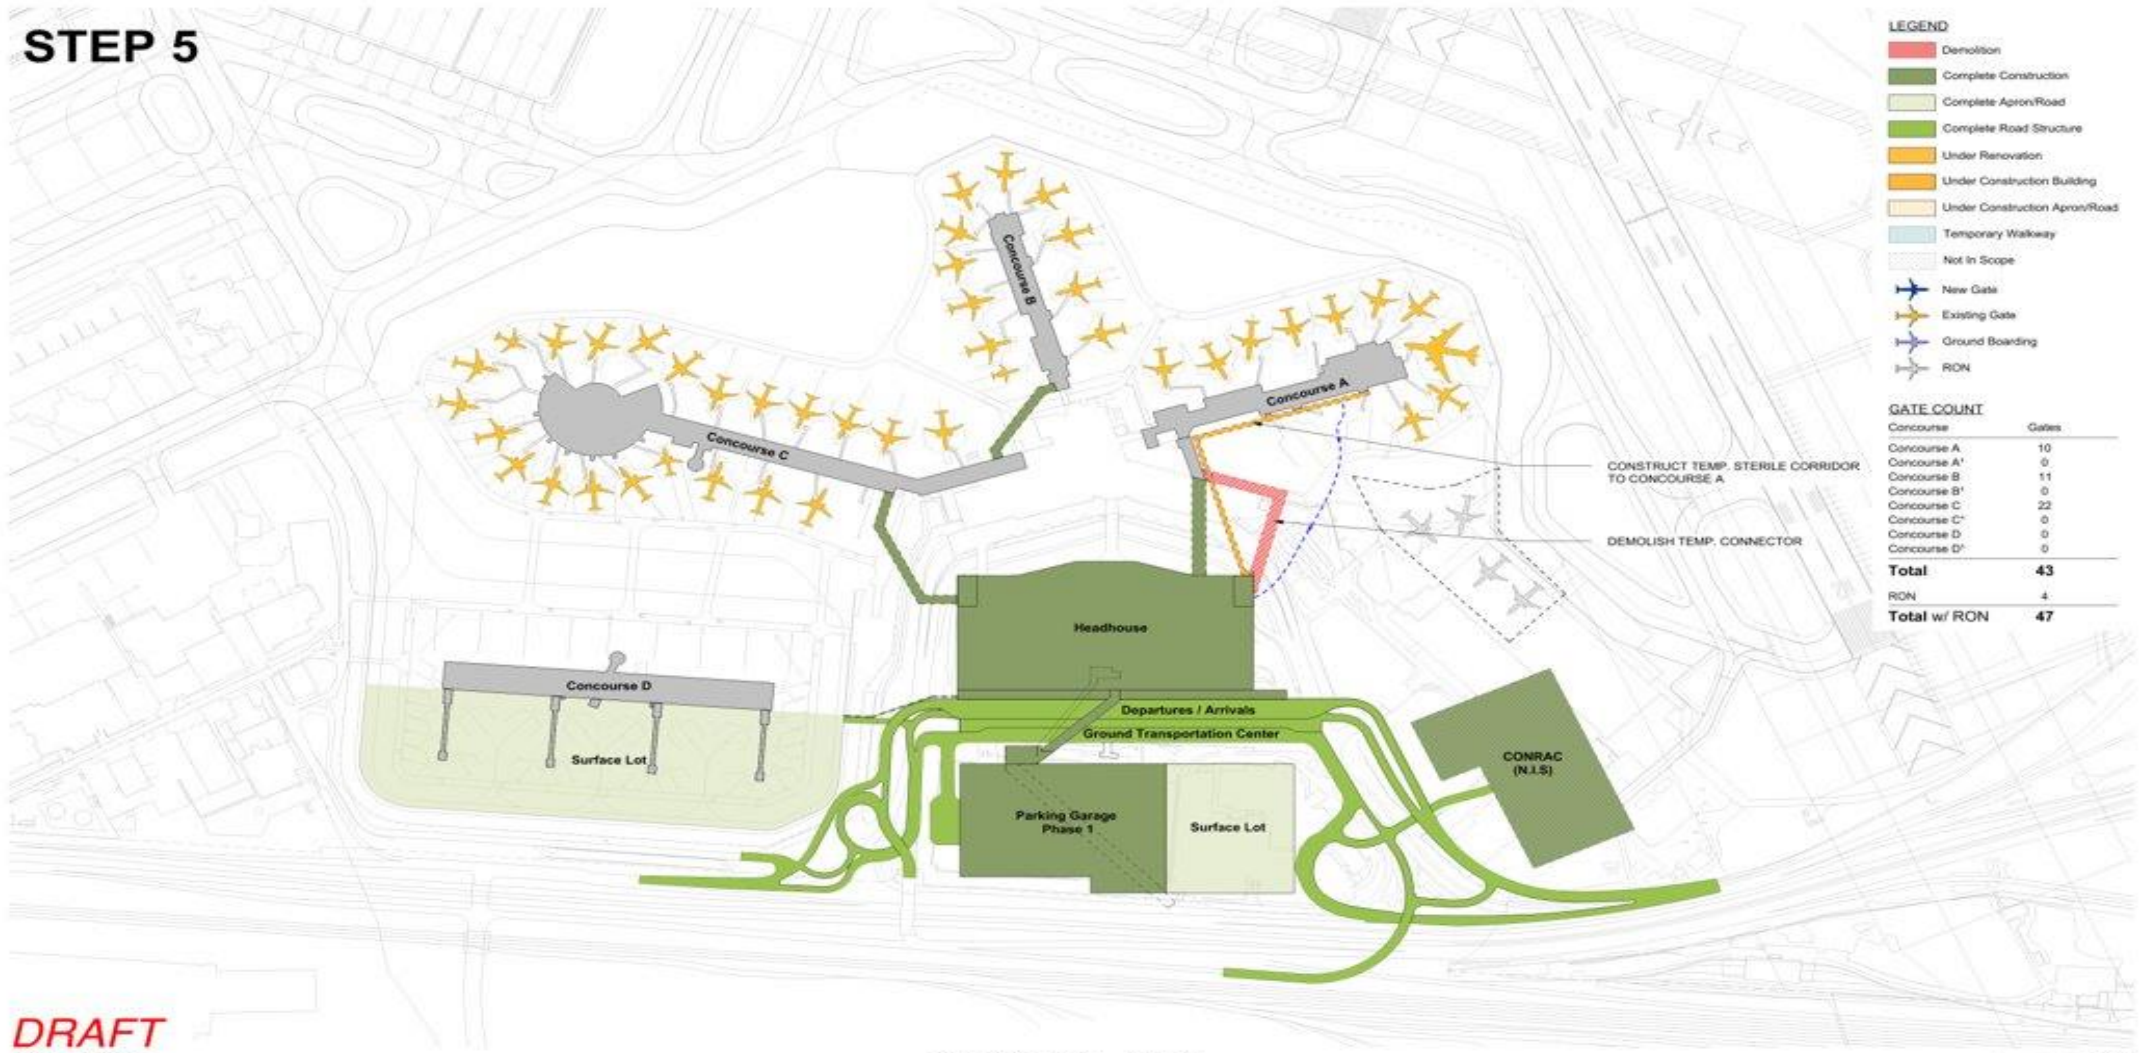 STEP 5
LEGEND
Demolition
Complete Construction
Complete Apron/Road
Complete Road Structure
Under Renovation
Under Construction Building
Under Construction Apron/Road
Temporary Walkway
Not In Scope
New Gate
Existing Gate
Ground Boarding
RON
GATE COUNT
Concourse Gates
Concourse A 10
Concourse A' 0
Concourse B 11
Concourse B' 0
Concourse C 22
Concourse C' 0
Concourse D 0
Concourse D' 0
Total 43
RON 4
Total w/ RON 47
Concourse B
Concourse A
Concourse C
CONSTRUCT TEMP. STERILE CORRIDOR
TO CONCOURSE A
DEMOLISH TEMP. CONNECTOR
Headhouse
Concourse D
Surface Lot
Departures / Arrivals
Ground Transportation Center
CONRAC
(N.I.S)
Parking Garage
Phase 1
Surface Lot
DRAFT